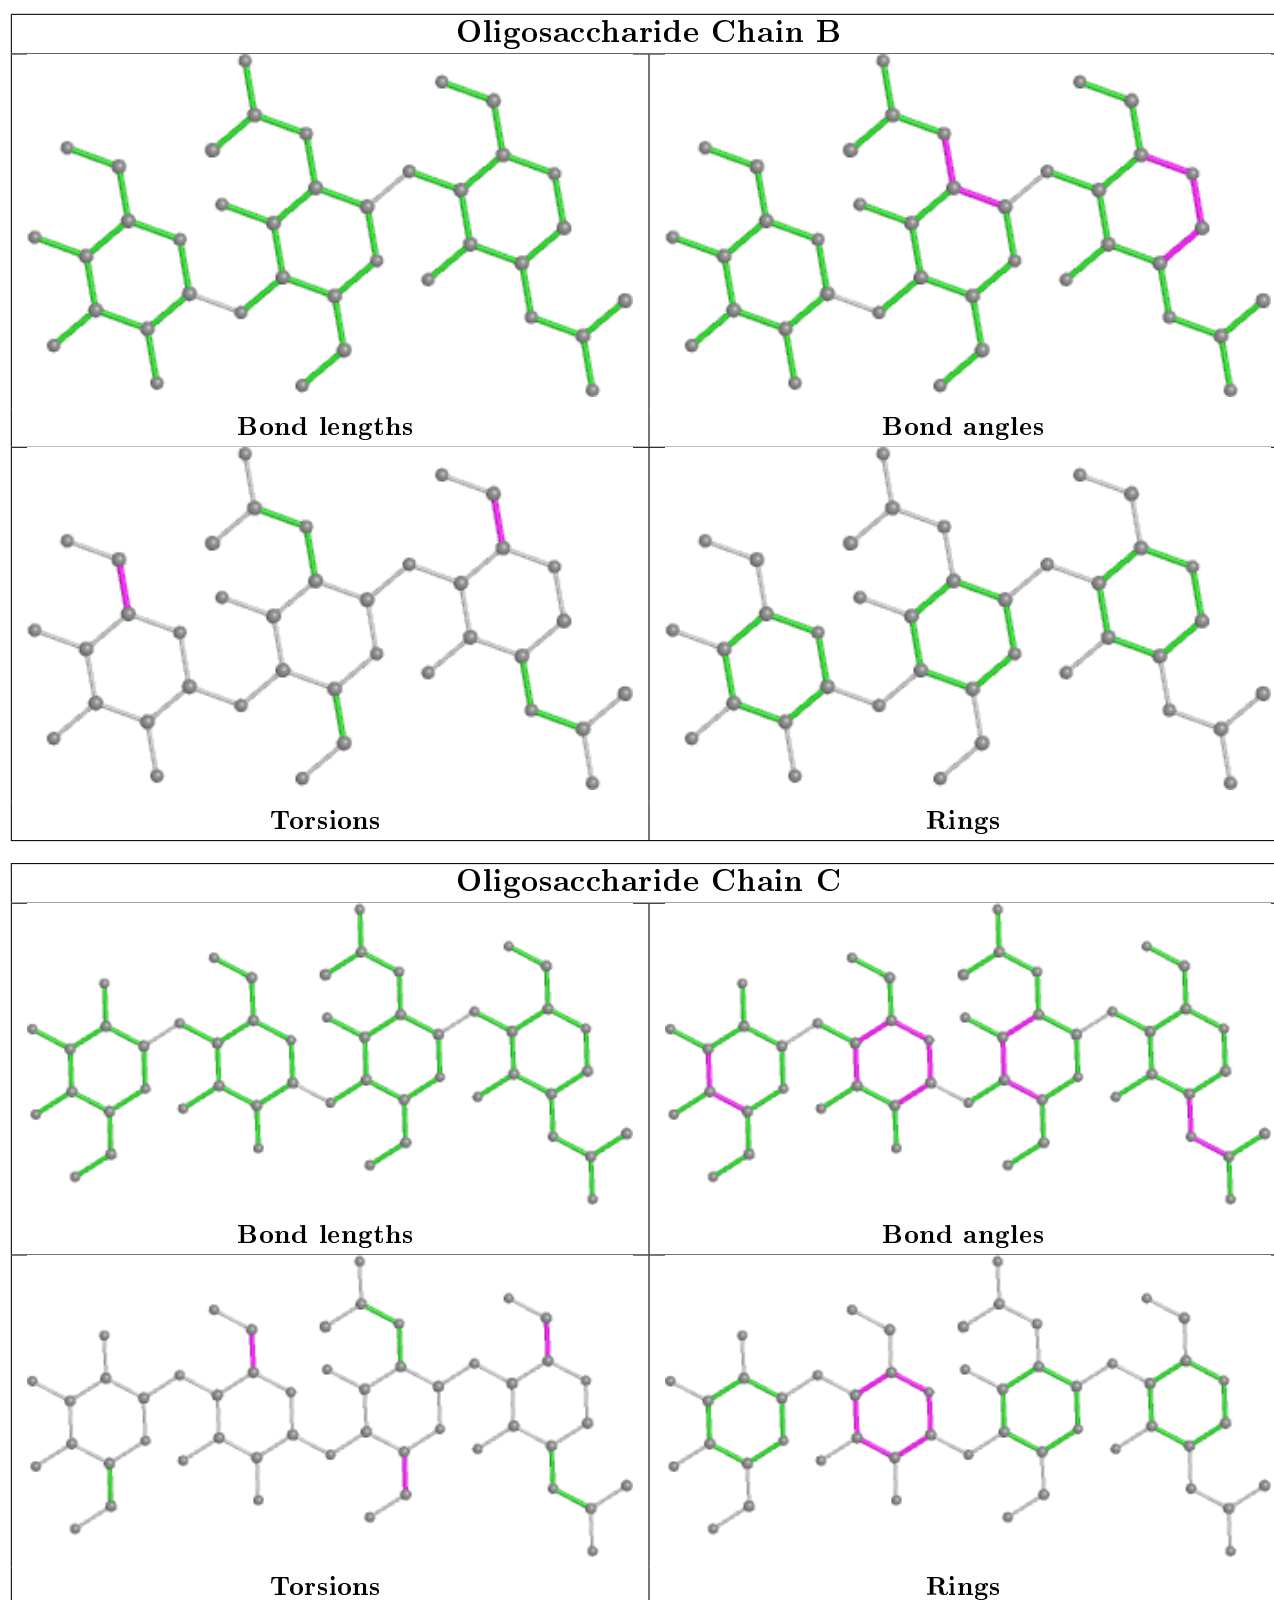 Oligosaccharide Chain B
Bond lengths
Bond angles
Torsions
Rings
Oligosaccharide Chain C
Bond lengths
Bond angles
Torsions
Rings